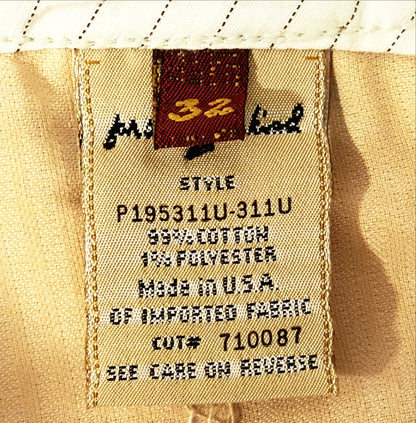 32
STYLE
P195311U-311U
99% COTTON
1% POLYESTER
Made in U.S.A.
OF IMPORTED FABRIC
CUT# 710087
SEE CARE ON REVERSE